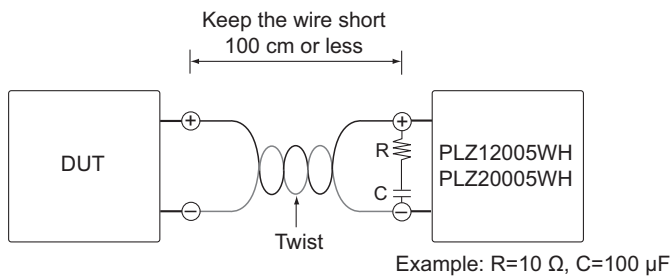 Keep the wire short
100 cm or less
+
+
DUT
R
PLZ12005WH
PLZ20005WH
C
−
−
Twist
Example: R=10 Ω, C=100 µF